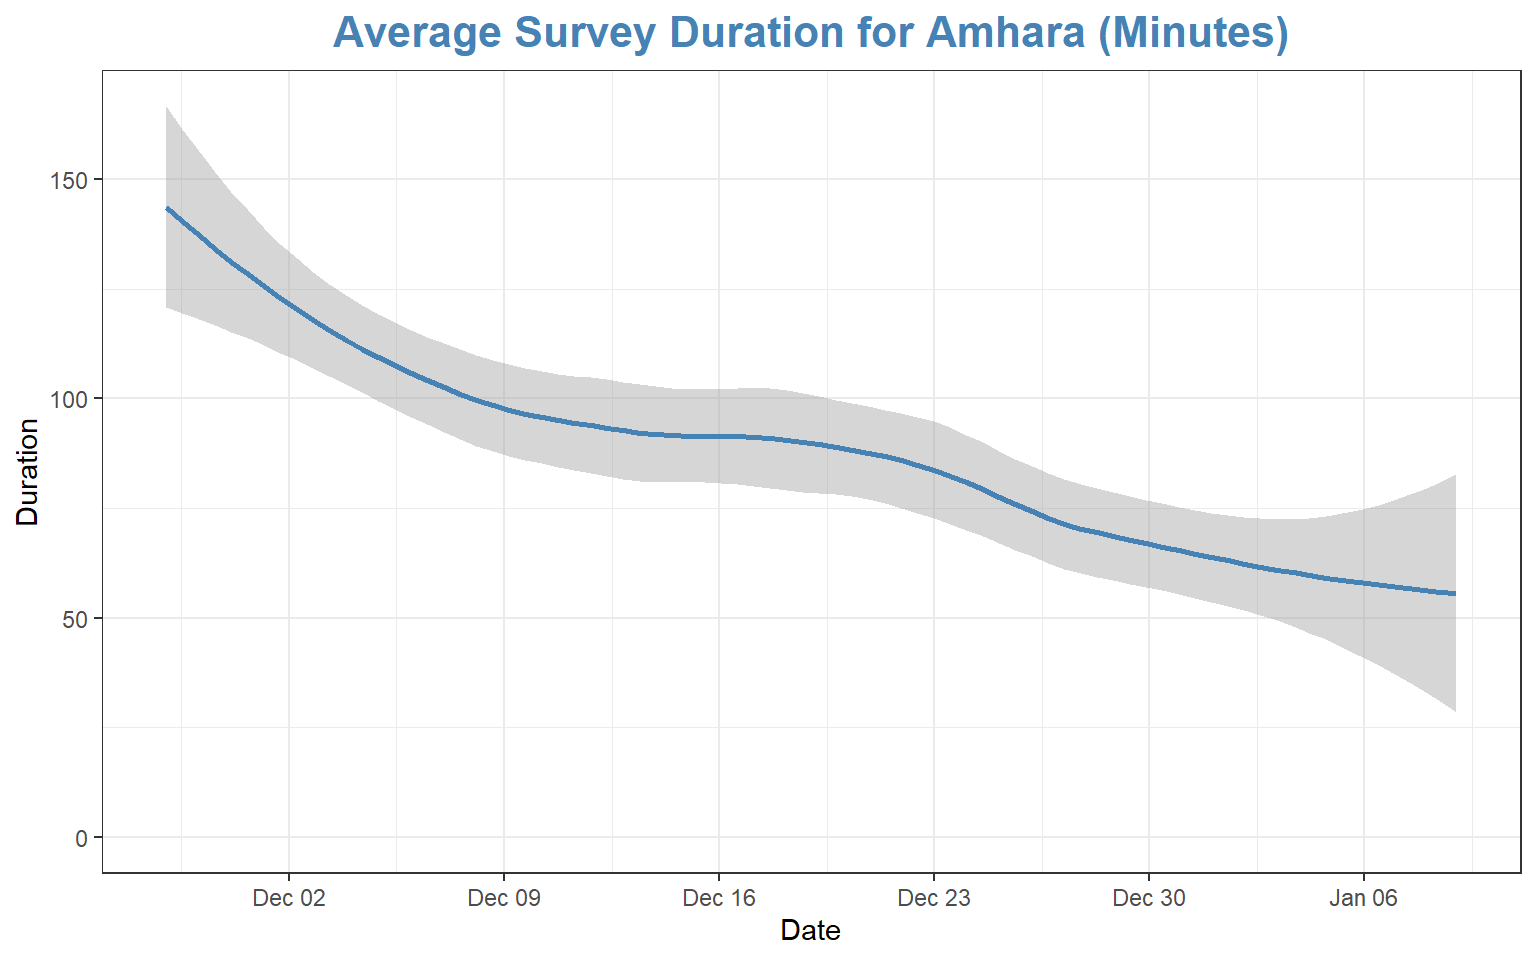 Average Survey Duration for Amhara (Minutes)
150
100
50
0
Duration
Dec 02
Dec 09
Dec 16
Dec 23
Dec 30
Jan 06
Date